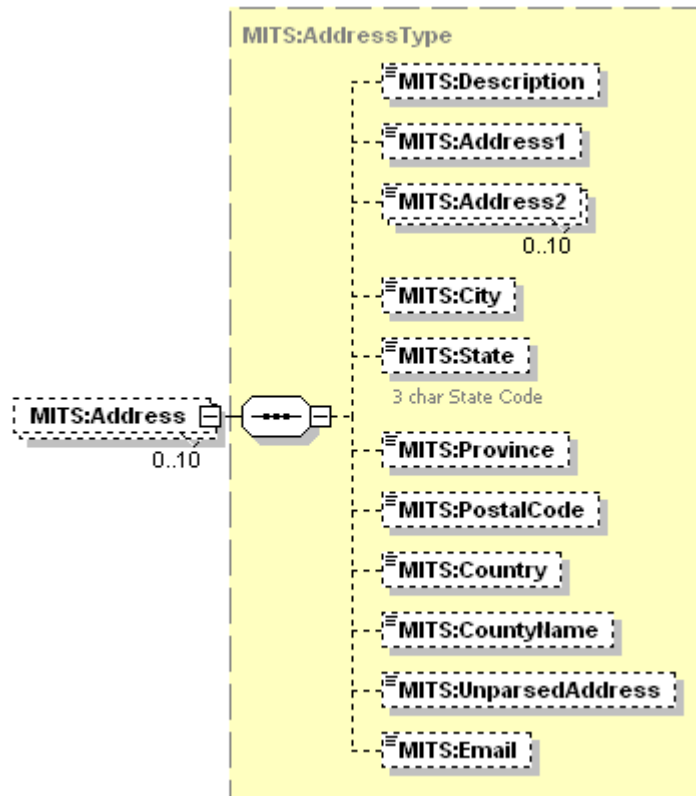 MITS:AddressType
MITS:Description
MITS:Address1
MITS:Address2
0..10
MITS:City
MITS:State
3 char State Code
MITS:Address
0..10
MITS:Province
MITS:PostalCode
MITS:Country
MITS:CountyName
MITS:UnparsedAddress
MITS:Email